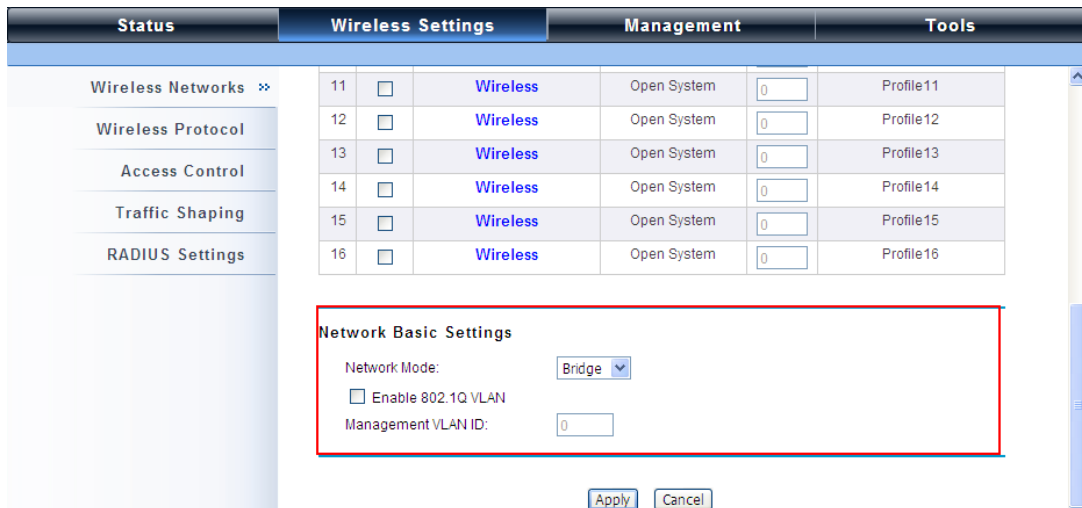 Status Wireless Settings Management Tools
Wireless Networks »
Wireless Protocol
Access Control
Traffic Shaping
RADIUS Settings
11 Wireless Open System 0 Profile11
12 Wireless Open System 0 Profile12
13 Wireless Open System 0 Profile13
14 Wireless Open System 0 Profile14
15 Wireless Open System 0 Profile15
16 Wireless Open System 0 Profile16
Network Basic Settings
Network Mode: Bridge
Enable 802.1Q VLAN
Management VLAN ID: 0
Apply Cancel